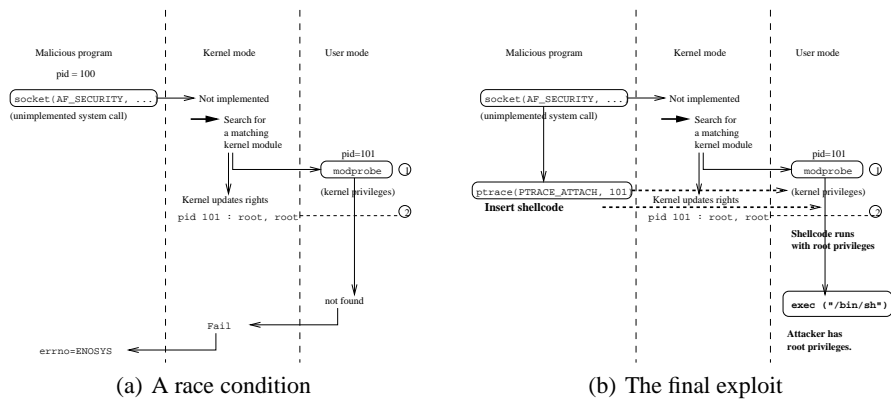 Malicious program
Kernel mode
User mode
pid = 100
socket(AF_SECURITY, ...
(unimplemented system call)
Not implemented
Search for
a matching
kernel module
pid=101
modprobe
1
(kernel privileges)
Kernel updates rights
pid 101 : root, root
2
not found
Fail
errno=ENOSYS
(a) A race condition
Malicious program
Kernel mode
User mode
socket(AF_SECURITY, ...
(unimplemented system call)
Not implemented
Search for
a matching
kernel module
pid=101
modprobe
1
ptrace(PTRACE_ATTACH, 101)
(kernel privileges)
Insert shellcode
Kernel updates rights
pid 101 : root, root
2
Shellcode runs
with root privileges
exec ("/bin/sh")
Attacker has
root privileges.
(b) The final exploit